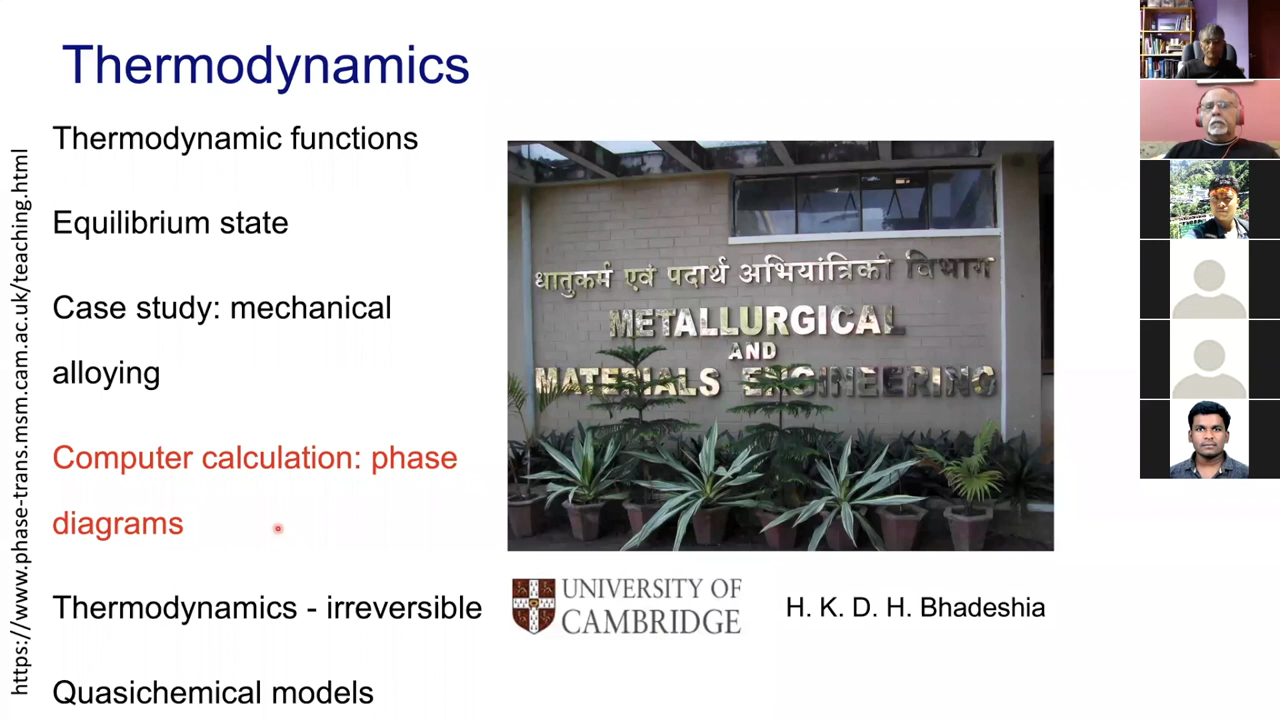 Thermodynamics
https://www.phase-trans.msm.cam.ac.uk/teaching.html
Thermodynamic functions
Equilibrium state
Case study: mechanical
alloying
Computer calculation: phase
diagrams
Thermodynamics - irreversible
Quasichemical models
धातुकर्म एवं पदार्थ अभियांत्रिकी विभाग
METALLURGICAL
AND
MATERIALS ENGINEERING
UNIVERSITY OF
CAMBRIDGE
H. K. D. H. Bhadeshia